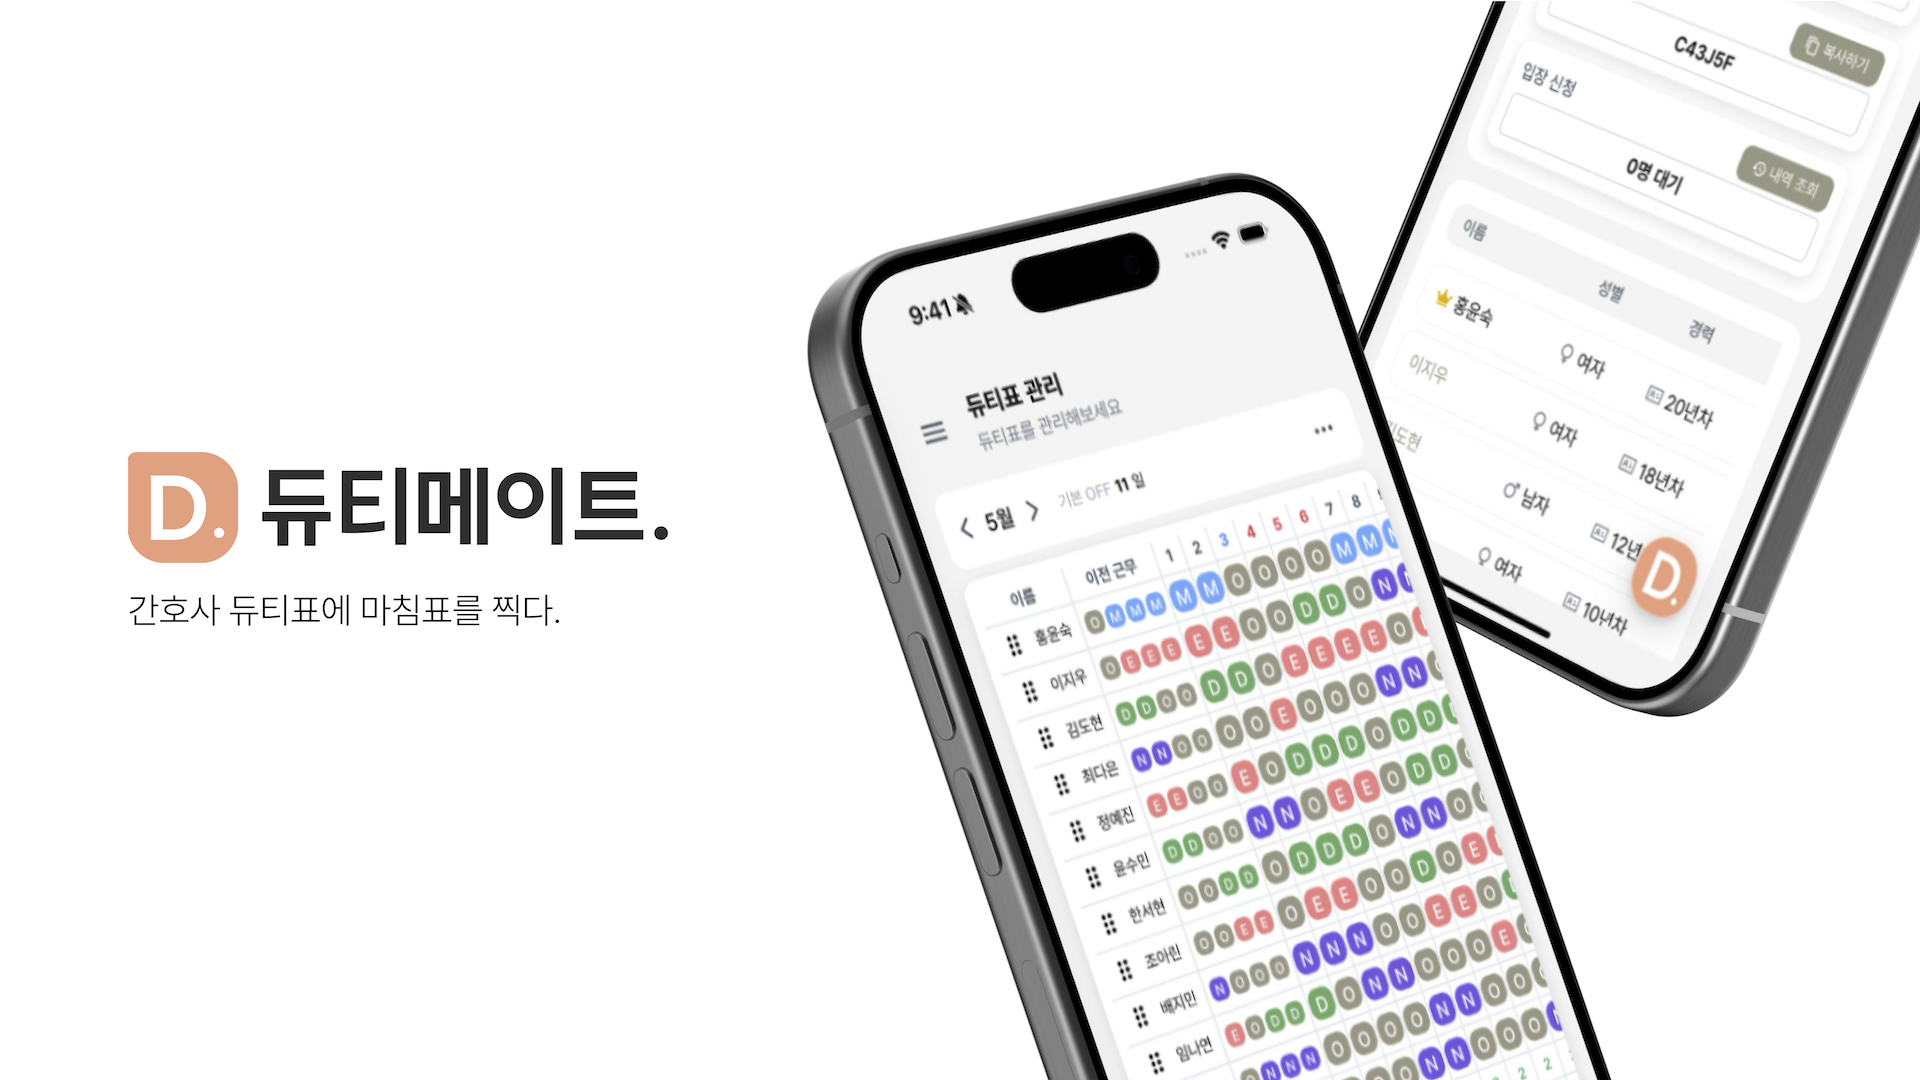 D. 듀티메이트.
간호사 듀티표에 마침표를 찍다.
9:41
듀티표 관리
듀티표를 관리해보세요
5월
기본 OFF 11 일
이름 이전 근무 1 2 3 4 5 6 7 8
홍윤숙 O M M M M M O O O O M M
이지우 O E E E E E O O D D O N
김도현 D D O O D D O E E E E O
최다은 N N O O O O E O O O N N
정예진 E E O O E O D D D O D D
윤수민 D D O O N N O E E O D D
한서현 O O D D O D D D O N N O
조아린 O O E E O E E O O D O E
배지민 N O O O N N N O O E E O
임나연 E O D D D O N N O O O E
O N N N O O O O N N O O
O O N N O O O
2 2
C43J5F
복사하기
입장 신청
0명 대기
내역 조회
이름 성별 경력
홍윤숙 여자 20년차
이지우 여자 18년차
김도현 남자 12년
여자 10년차
D.